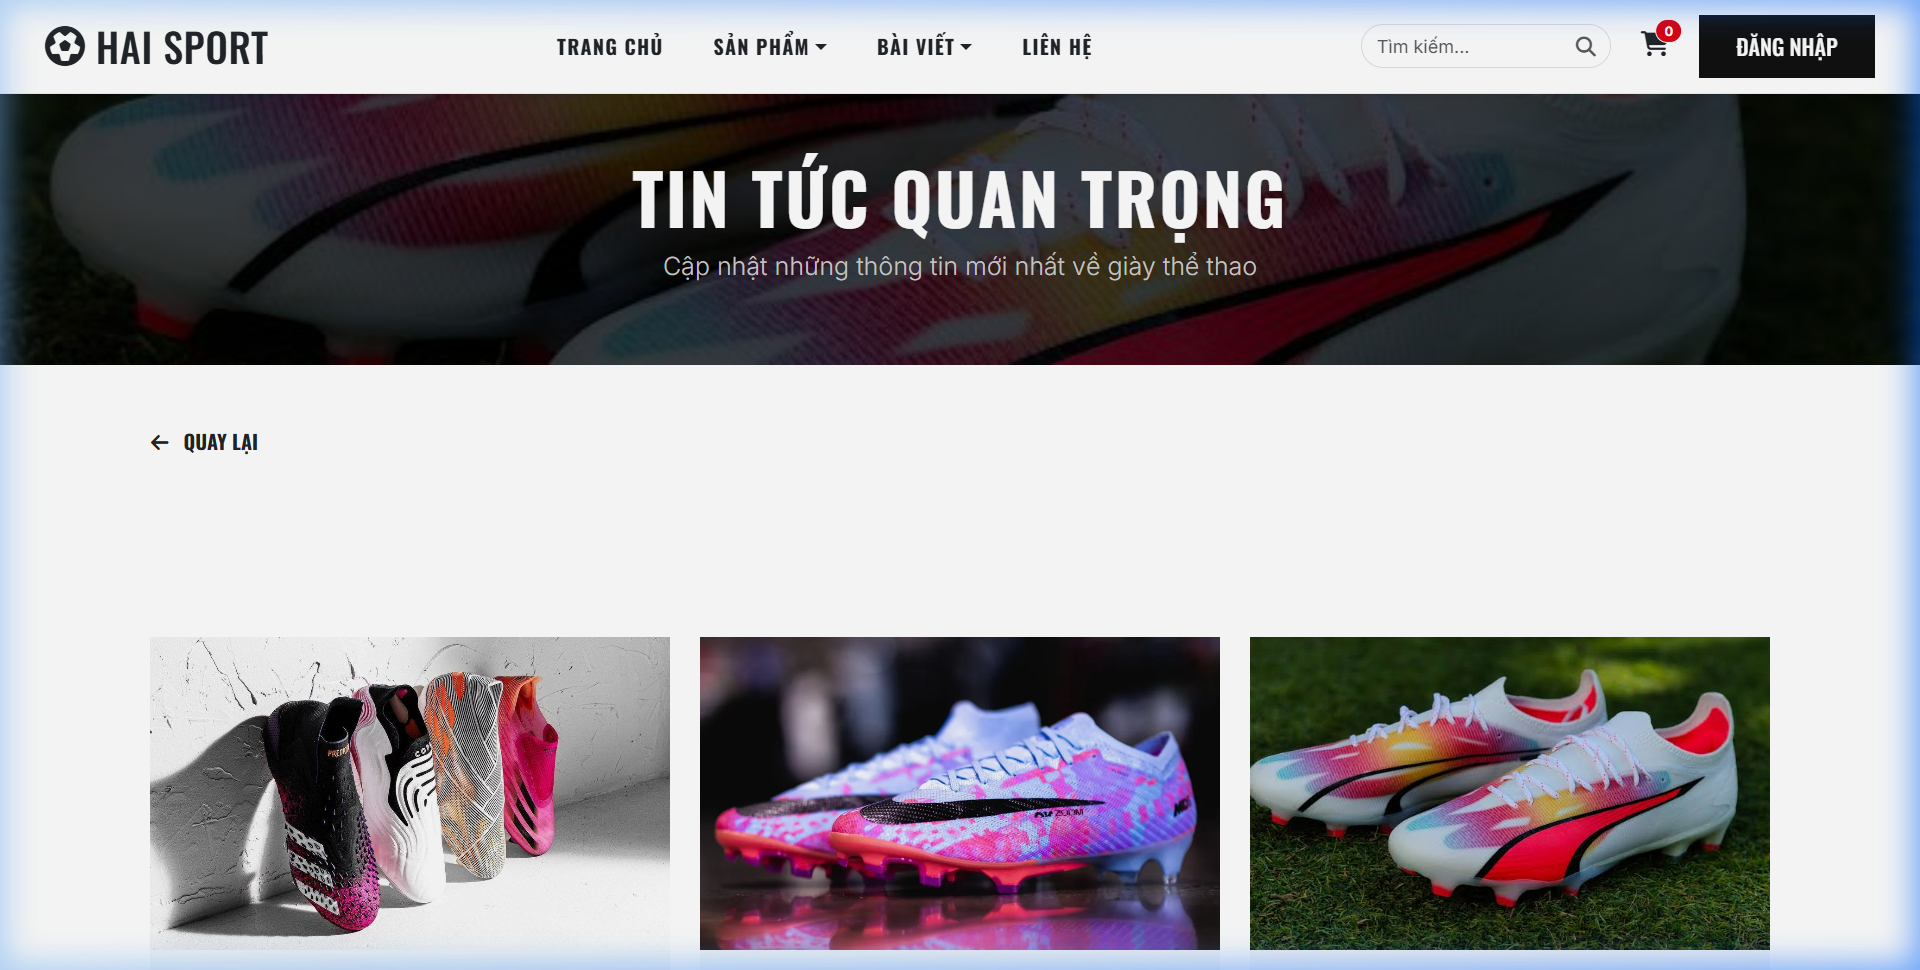 HAI SPORT
TRANG CHỦ
SẢN PHẨM
BÀI VIẾT
LIÊN HỆ
Tìm kiếm...
0
ĐĂNG NHẬP
TIN TỨC QUAN TRỌNG
Cập nhật những thông tin mới nhất về giày thể thao
QUAY LẠI
ZOOM